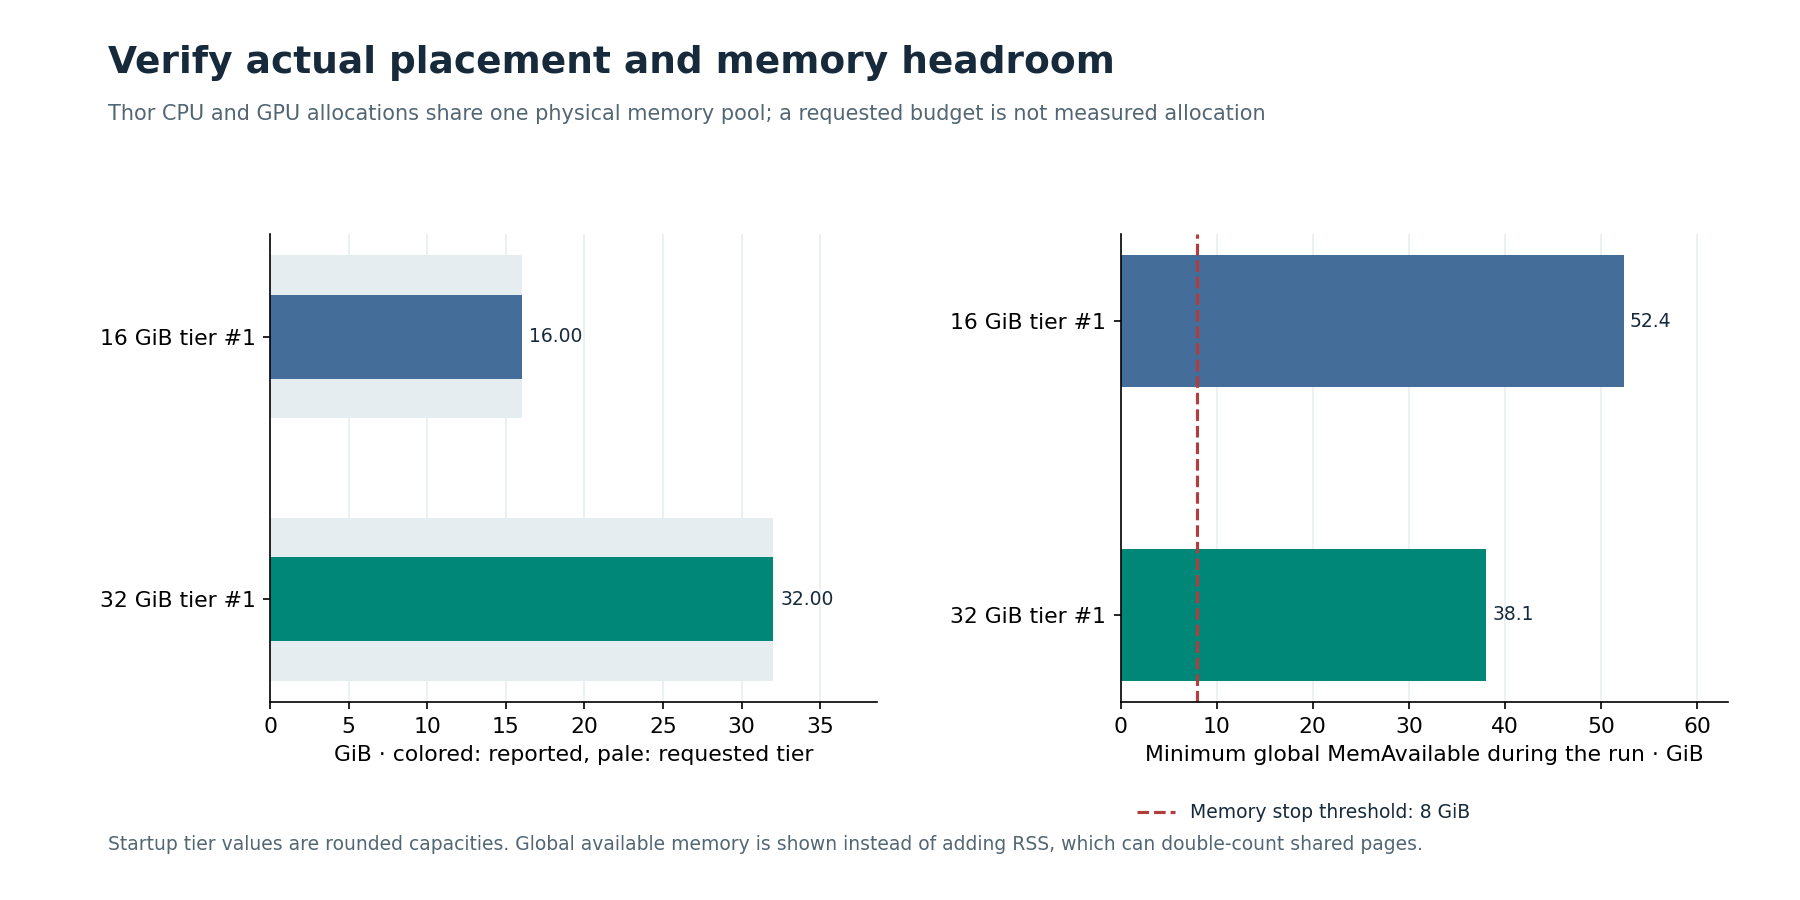 Verify actual placement and memory headroom
Thor CPU and GPU allocations share one physical memory pool; a requested budget is not measured allocation
16 GiB tier #1
16.00
32 GiB tier #1
32.00
0 5 10 15 20 25 30 35
GiB · colored: reported, pale: requested tier
16 GiB tier #1
52.4
32 GiB tier #1
38.1
0 10 20 30 40 50 60
Minimum global MemAvailable during the run · GiB
Memory stop threshold: 8 GiB
Startup tier values are rounded capacities. Global available memory is shown instead of adding RSS, which can double-count shared pages.